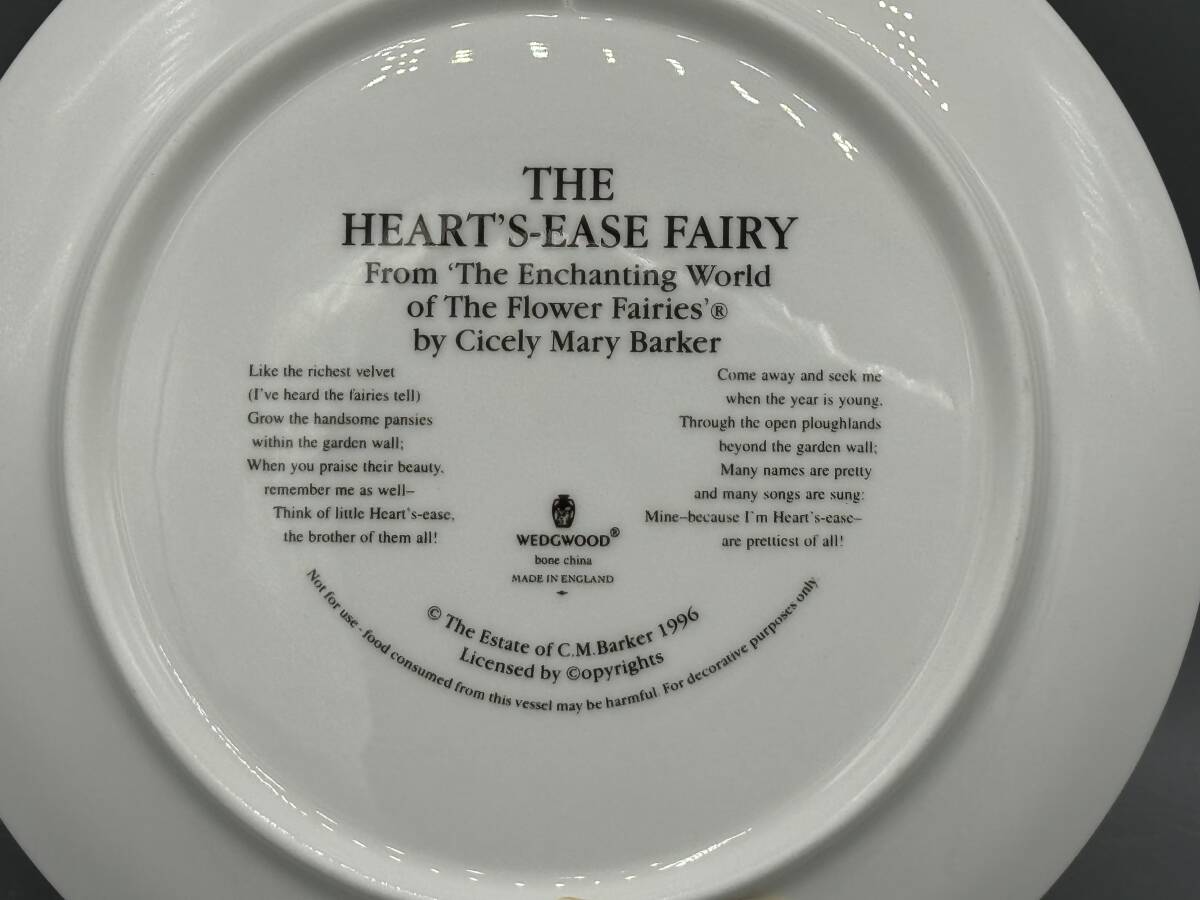 THE
HEART'S-EASE FAIRY
From ‘The Enchanting World
of The Flower Fairies’®
by Cicely Mary Barker
Like the richest velvet
(I've heard the fairies tell)
Grow the handsome pansies
within the garden wall;
When you praise their beauty,
remember me as well–
Think of little Heart's-ease,
the brother of them all!
Come away and seek me
when the year is young,
Through the open ploughlands
beyond the garden wall;
Many names are pretty
and many songs are sung:
Mine–because I'm Heart's-ease–
are prettiest of all!
WEDGWOOD®
bone china
MADE IN ENGLAND
© The Estate of C.M.Barker 1996
Licensed by ©opyrights
Not for use - food consumed from this vessel may be harmful. For decorative purposes only